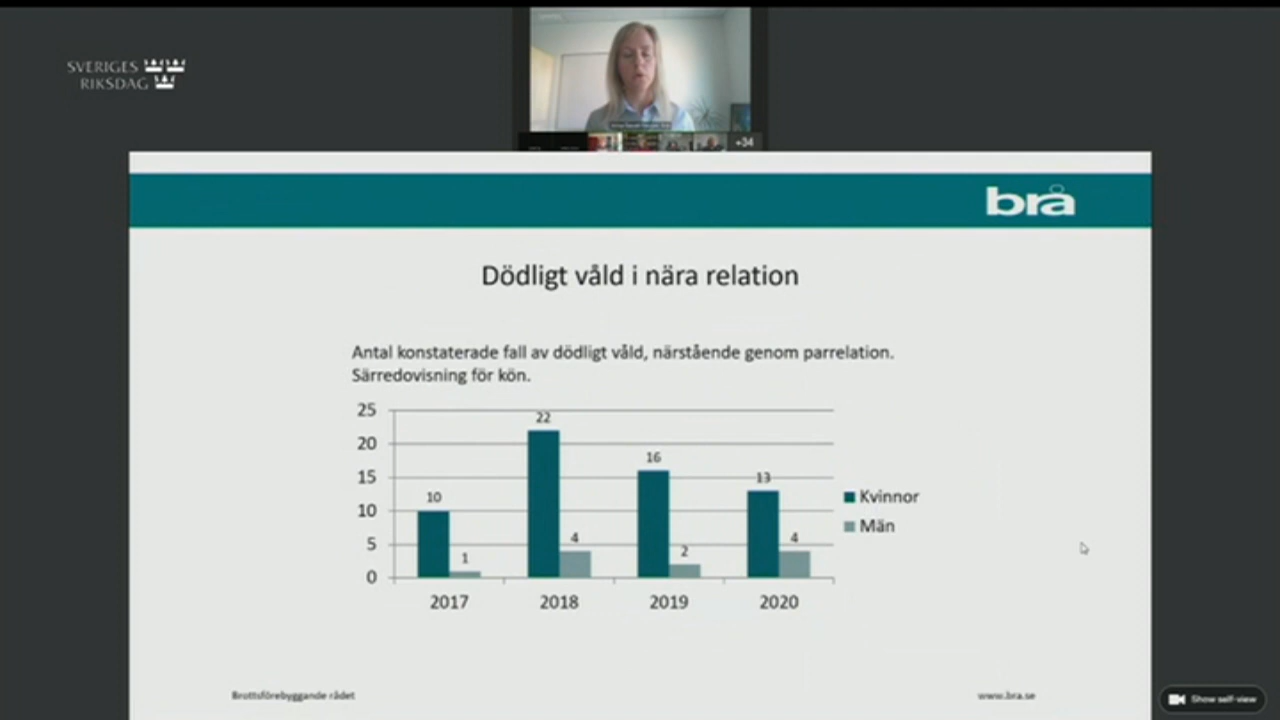 SVERIGES
RIKSDAG
+34
brå
Dödligt våld i nära relation
Antal konstaterade fall av dödligt våld, närstående genom parrelation.
Särredovisning för kön.
25
20
15
10
5
0
10
1
22
4
16
2
13
4
2017
2018
2019
2020
Kvinnor
Män
Brottsförebyggande rådet
www.bra.se
Show self-view